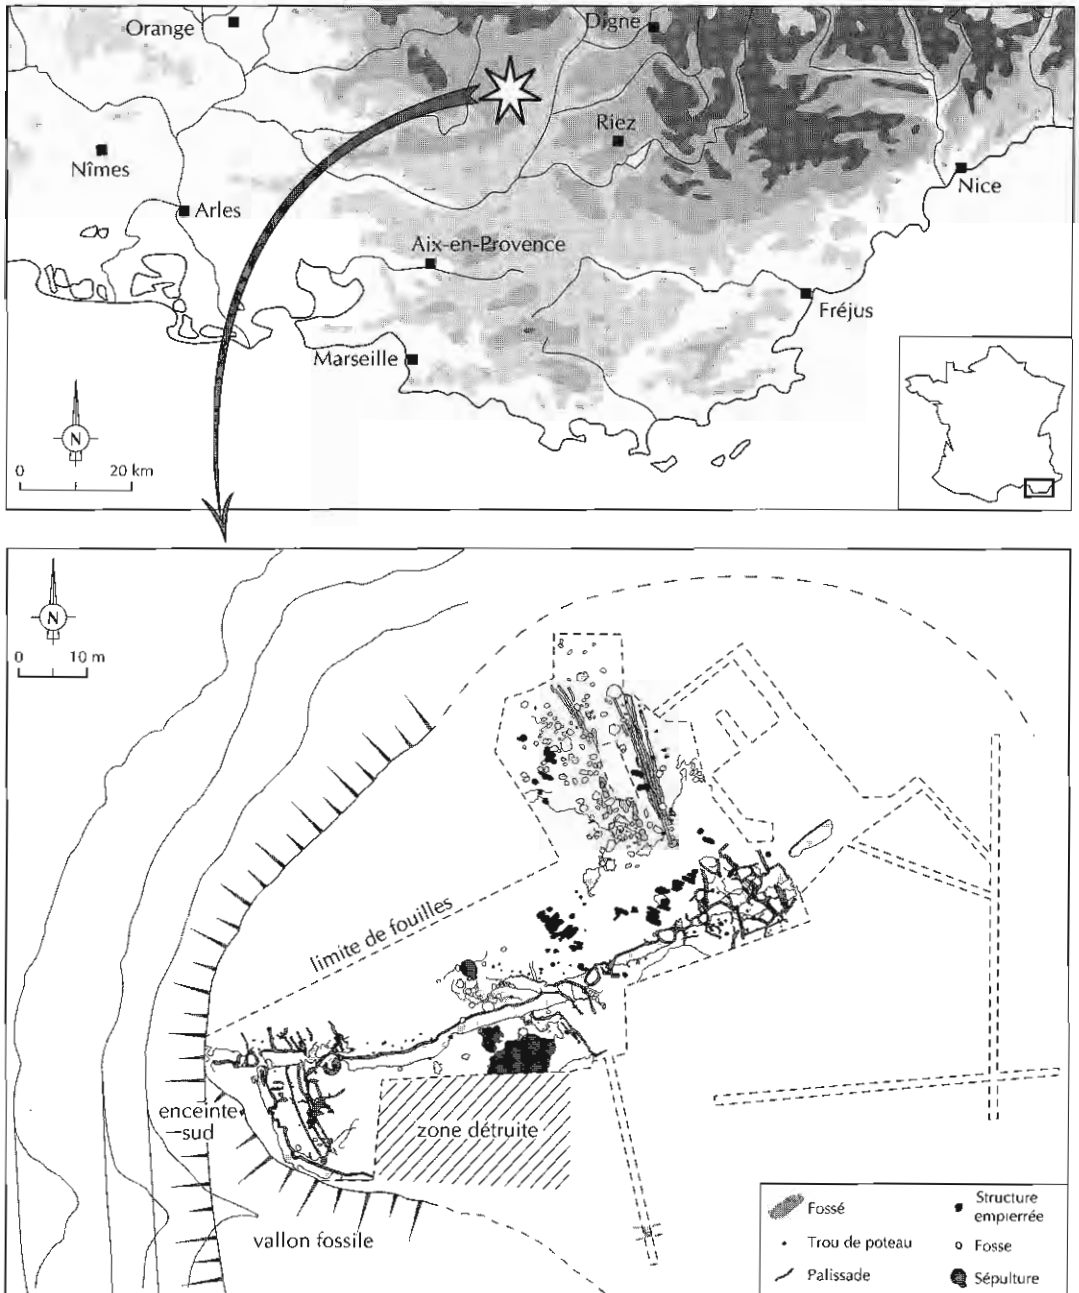 Orange
Digne
Riez
Nîmes
Nice
Arles
Aix-en-Provence
Fréjus
Marseille
N
0 20 km
N
0 10 m
limite de fouilles
enceinte
sud
zone détruite
vallon fossile
Fossé
Structure
empierrée
Trou de poteau
Fosse
Palissade
Sépulture